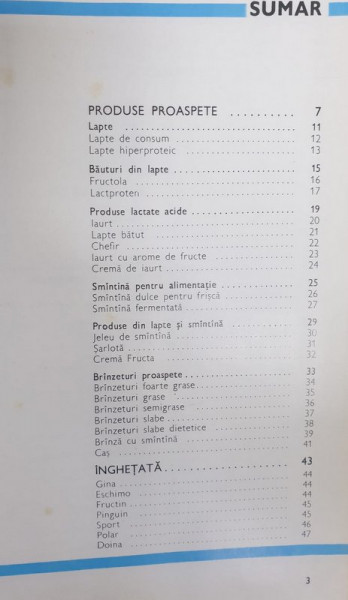 SUMAR
PRODUSE PROASPETE .......... 7
Lapte .......... 11
Lapte de consum .......... 12
Lapte hiperproteic .......... 13
Băuturi din lapte .......... 15
Fructola .......... 16
Lactproten .......... 17
Produse lactate acide .......... 19
Iaurt .......... 20
Lapte bătut .......... 21
Chefir .......... 22
Iaurt cu arome de fructe .......... 23
Cremă de iaurt .......... 24
Smîntînă pentru alimentație .......... 25
Smîntînă dulce pentru frișcă .......... 26
Smîntînă fermentată .......... 27
Produse din lapte și smîntînă .......... 29
Jeleu de smîntînă .......... 30
Șarlotă .......... 31
Cremă Fructa .......... 32
Brînzeturi proaspete .......... 33
Brînzeturi foarte grase .......... 34
Brînzeturi grase .......... 35
Brînzeturi semigrase .......... 36
Brînzeturi slabe .......... 37
Brînzeturi slabe dietetice .......... 38
Brînză cu smîntînă .......... 39
Caș .......... 41
ÎNGHEȚATĂ .......... 43
Gina .......... 44
Eschimo .......... 44
Fructin .......... 44
Pinguin .......... 45
Sport .......... 45
Polar .......... 46
Doina .......... 47
3